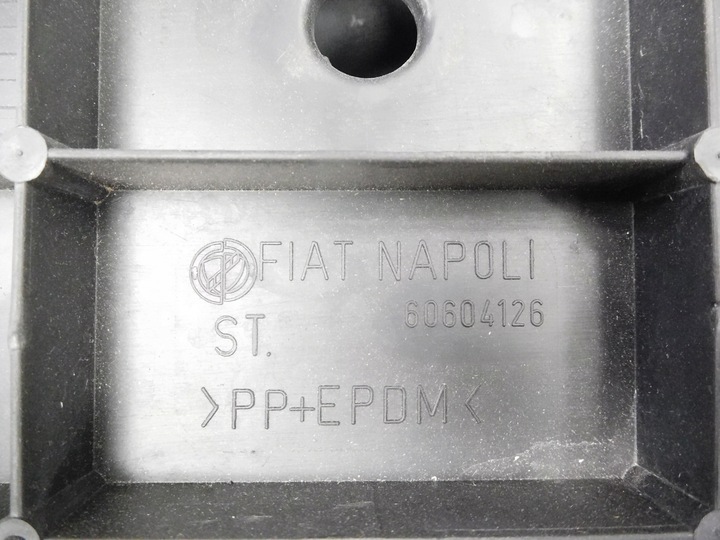 FIAT NAPOLI
60604126
ST.
>PP+EPDM<